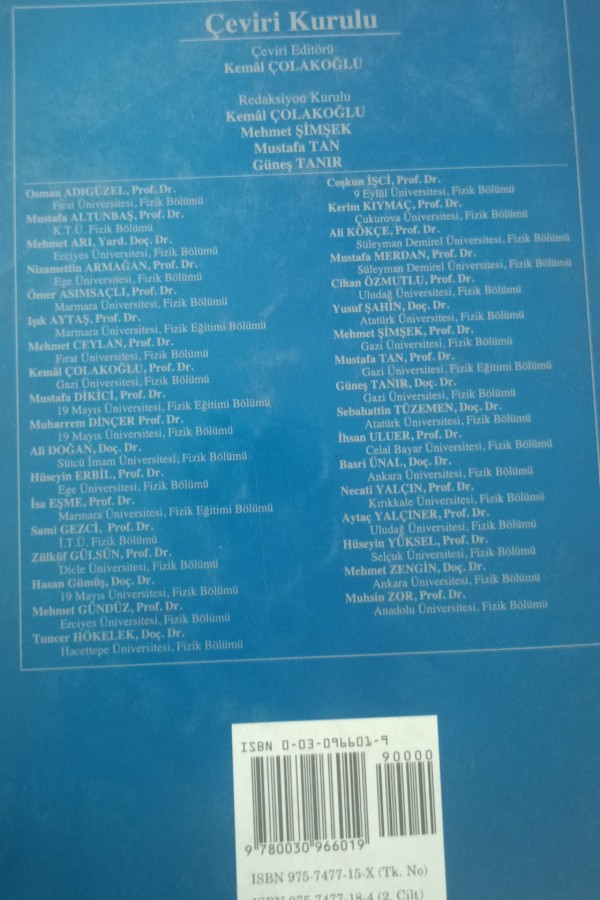 Çeviri Kurulu
Çeviri Editörü
Kemâl ÇOLAKOĞLU
Redaksiyon Kurulu
Kemâl ÇOLAKOĞLU
Mehmet ŞİMŞEK
Mustafa TAN
Güneş TANIR
Osman ADIGÜZEL, Prof. Dr.
Fırat Üniversitesi, Fizik Bölümü
Mustafa ALTUNBAŞ, Prof. Dr.
K.T.Ü. Fizik Bölümü
Mehmet ARI, Yard. Doç. Dr.
Erciyes Üniversitesi, Fizik Bölümü
Nizamettin ARMAĞAN, Prof. Dr.
Ege Üniversitesi, Fizik Bölümü
Ömer ASIMSAÇLI, Prof. Dr.
Marmara Üniversitesi, Fizik Bölümü
Işık AYTAŞ, Prof. Dr.
Marmara Üniversitesi, Fizik Eğitimi Bölümü
Mehmet CEYLAN, Prof. Dr.
Fırat Üniversitesi, Fizik Bölümü
Kemâl ÇOLAKOĞLU, Prof. Dr.
Gazi Üniversitesi, Fizik Bölümü
Mustafa DİKİCİ, Prof. Dr.
19 Mayıs Üniversitesi, Fizik Eğitimi Bölümü
Muharrem DİNÇER Prof. Dr.
19 Mayıs Üniversitesi, Fizik Bölümü
Ali DOĞAN, Doç. Dr.
Sütcü İmam Üniversitesi, Fizik Bölümü
Hüseyin ERBİL, Prof. Dr.
Ege Üniversitesi, Fizik Bölümü
İsa EŞME, Prof. Dr.
Marmara Üniversitesi, Fizik Eğitimi Bölümü
Sami GEZCİ, Prof. Dr.
İ.T.Ü. Fizik Bölümü
Zülküf GÜLSÜN, Prof. Dr.
Dicle Üniversitesi, Fizik Bölümü
Hasan Gümüş, Doç. Dr.
19 Mayıs Üniversitesi, Fizik Bölümü
Mehmet GÜNDÜZ, Prof. Dr.
Erciyes Üniversitesi, Fizik Bölümü
Tuncer HÖKELEK, Doç. Dr.
Hacettepe Üniversitesi, Fizik Bölümü
Coşkun İŞÇİ, Prof. Dr.
9 Eylül Üniversitesi, Fizik Bölümü
Kerim KIYMAÇ, Prof. Dr.
Çukurova Üniversitesi, Fizik Bölümü
Ali KÖKÇE, Prof. Dr.
Süleyman Demirel Üniversitesi, Fizik Bölümü
Mustafa MERDAN, Prof. Dr.
Süleyman Demirel Üniversitesi, Fizik Bölümü
Cihan ÖZMUTLU, Prof. Dr.
Uludağ Üniversitesi, Fizik Bölümü
Yusuf ŞAHİN, Doç. Dr.
Atatürk Üniversitesi, Fizik Bölümü
Mehmet ŞİMŞEK, Prof. Dr.
Gazi Üniversitesi, Fizik Bölümü
Mustafa TAN, Prof. Dr.
Gazi Üniversitesi, Fizik Eğitimi Bölümü
Güneş TANIR, Doç. Dr.
Gazi Üniversitesi, Fizik Bölümü
Sebahattin TÜZEMEN, Doç. Dr.
Atatürk Üniversitesi, Fizik Bölümü
İhsan ULUER, Prof. Dr.
Celal Bayar Üniversitesi, Fizik Bölümü
Basri ÜNAL, Doç. Dr.
Ankara Üniversitesi, Fizik Bölümü
Necati YALÇIN, Prof. Dr.
Kırıkkale Üniversitesi, Fizik Bölümü
Aytaç YALÇINER, Prof. Dr.
Uludağ Üniversitesi, Fizik Bölümü
Hüseyin YÜKSEL, Prof. Dr.
Selçuk Üniversitesi, Fizik Bölümü
Mehmet ZENGİN, Doç. Dr.
Ankara Üniversitesi, Fizik Bölümü
Muhsin ZOR, Prof. Dr.
Anadolu Üniversitesi, Fizik Bölümü
ISBN 0-03-096601-9
90000
9 780030 966019
ISBN 975-7477-15-X (Tk. No)
ISBN 975-7477-18-4 (2. Cilt)